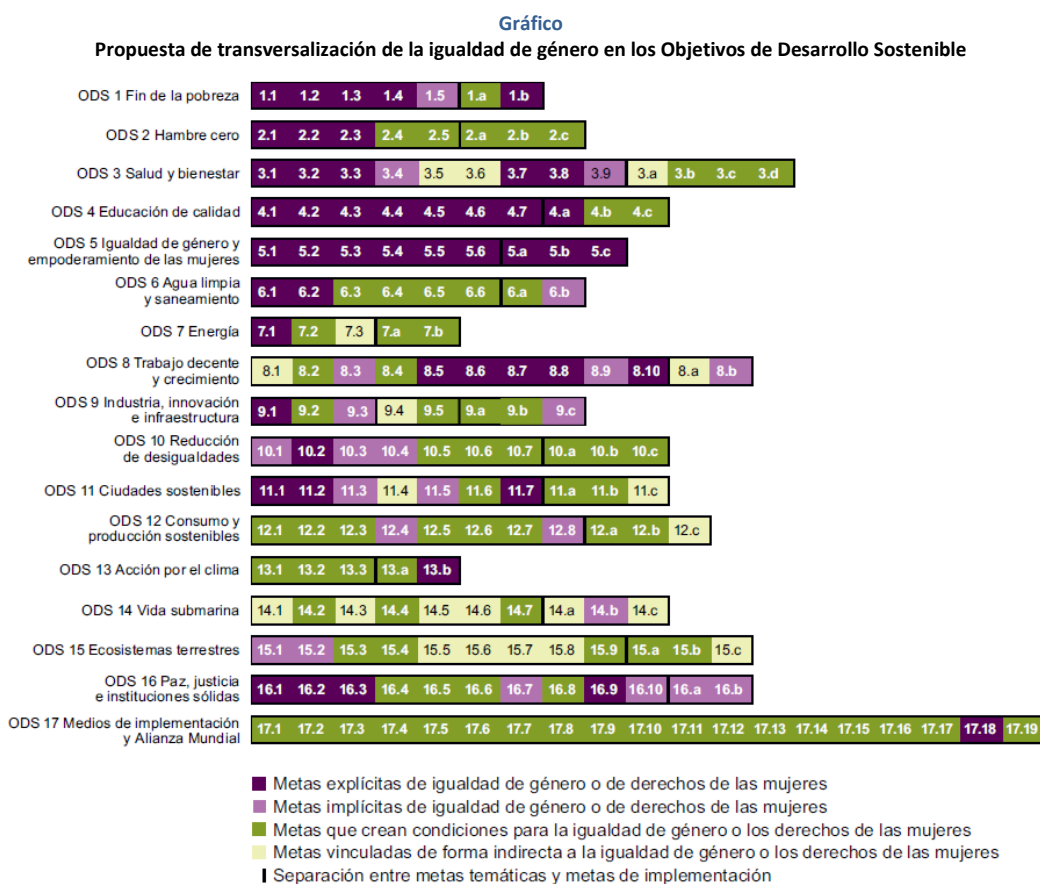 Gráfico
Propuesta de transversalización de la igualdad de género en los Objetivos de Desarrollo Sostenible
ODS 1 Fin de la pobreza 1.1 1.2 1.3 1.4 1.5 1.a 1.b
ODS 2 Hambre cero 2.1 2.2 2.3 2.4 2.5 2.a 2.b 2.c
ODS 3 Salud y bienestar 3.1 3.2 3.3 3.4 3.5 3.6 3.7 3.8 3.9 3.a 3.b 3.c 3.d
ODS 4 Educación de calidad 4.1 4.2 4.3 4.4 4.5 4.6 4.7 4.a 4.b 4.c
ODS 5 Igualdad de género y
empoderamiento de las mujeres 5.1 5.2 5.3 5.4 5.5 5.6 5.a 5.b 5.c
ODS 6 Agua limpia
y saneamiento 6.1 6.2 6.3 6.4 6.5 6.6 6.a 6.b
ODS 7 Energía 7.1 7.2 7.3 7.a 7.b
ODS 8 Trabajo decente
y crecimiento 8.1 8.2 8.3 8.4 8.5 8.6 8.7 8.8 8.9 8.10 8.a 8.b
ODS 9 Industria, innovación
e infraestructura 9.1 9.2 9.3 9.4 9.5 9.a 9.b 9.c
ODS 10 Reducción
de desigualdades 10.1 10.2 10.3 10.4 10.5 10.6 10.7 10.a 10.b 10.c
ODS 11 Ciudades sostenibles 11.1 11.2 11.3 11.4 11.5 11.6 11.7 11.a 11.b 11.c
ODS 12 Consumo y
producción sostenibles 12.1 12.2 12.3 12.4 12.5 12.6 12.7 12.8 12.a 12.b 12.c
ODS 13 Acción por el clima 13.1 13.2 13.3 13.a 13.b
ODS 14 Vida submarina 14.1 14.2 14.3 14.4 14.5 14.6 14.7 14.a 14.b 14.c
ODS 15 Ecosistemas terrestres 15.1 15.2 15.3 15.4 15.5 15.6 15.7 15.8 15.9 15.a 15.b 15.c
ODS 16 Paz, justicia
e instituciones sólidas 16.1 16.2 16.3 16.4 16.5 16.6 16.7 16.8 16.9 16.10 16.a 16.b
ODS 17 Medios de implementación
y Alianza Mundial 17.1 17.2 17.3 17.4 17.5 17.6 17.7 17.8 17.9 17.10 17.11 17.12 17.13 17.14 17.15 17.16 17.17 17.18 17.19
Metas explícitas de igualdad de género o de derechos de las mujeres
Metas implícitas de igualdad de género o de derechos de las mujeres
Metas que crean condiciones para la igualdad de género o los derechos de las mujeres
Metas vinculadas de forma indirecta a la igualdad de género o los derechos de las mujeres
Separación entre metas temáticas y metas de implementación